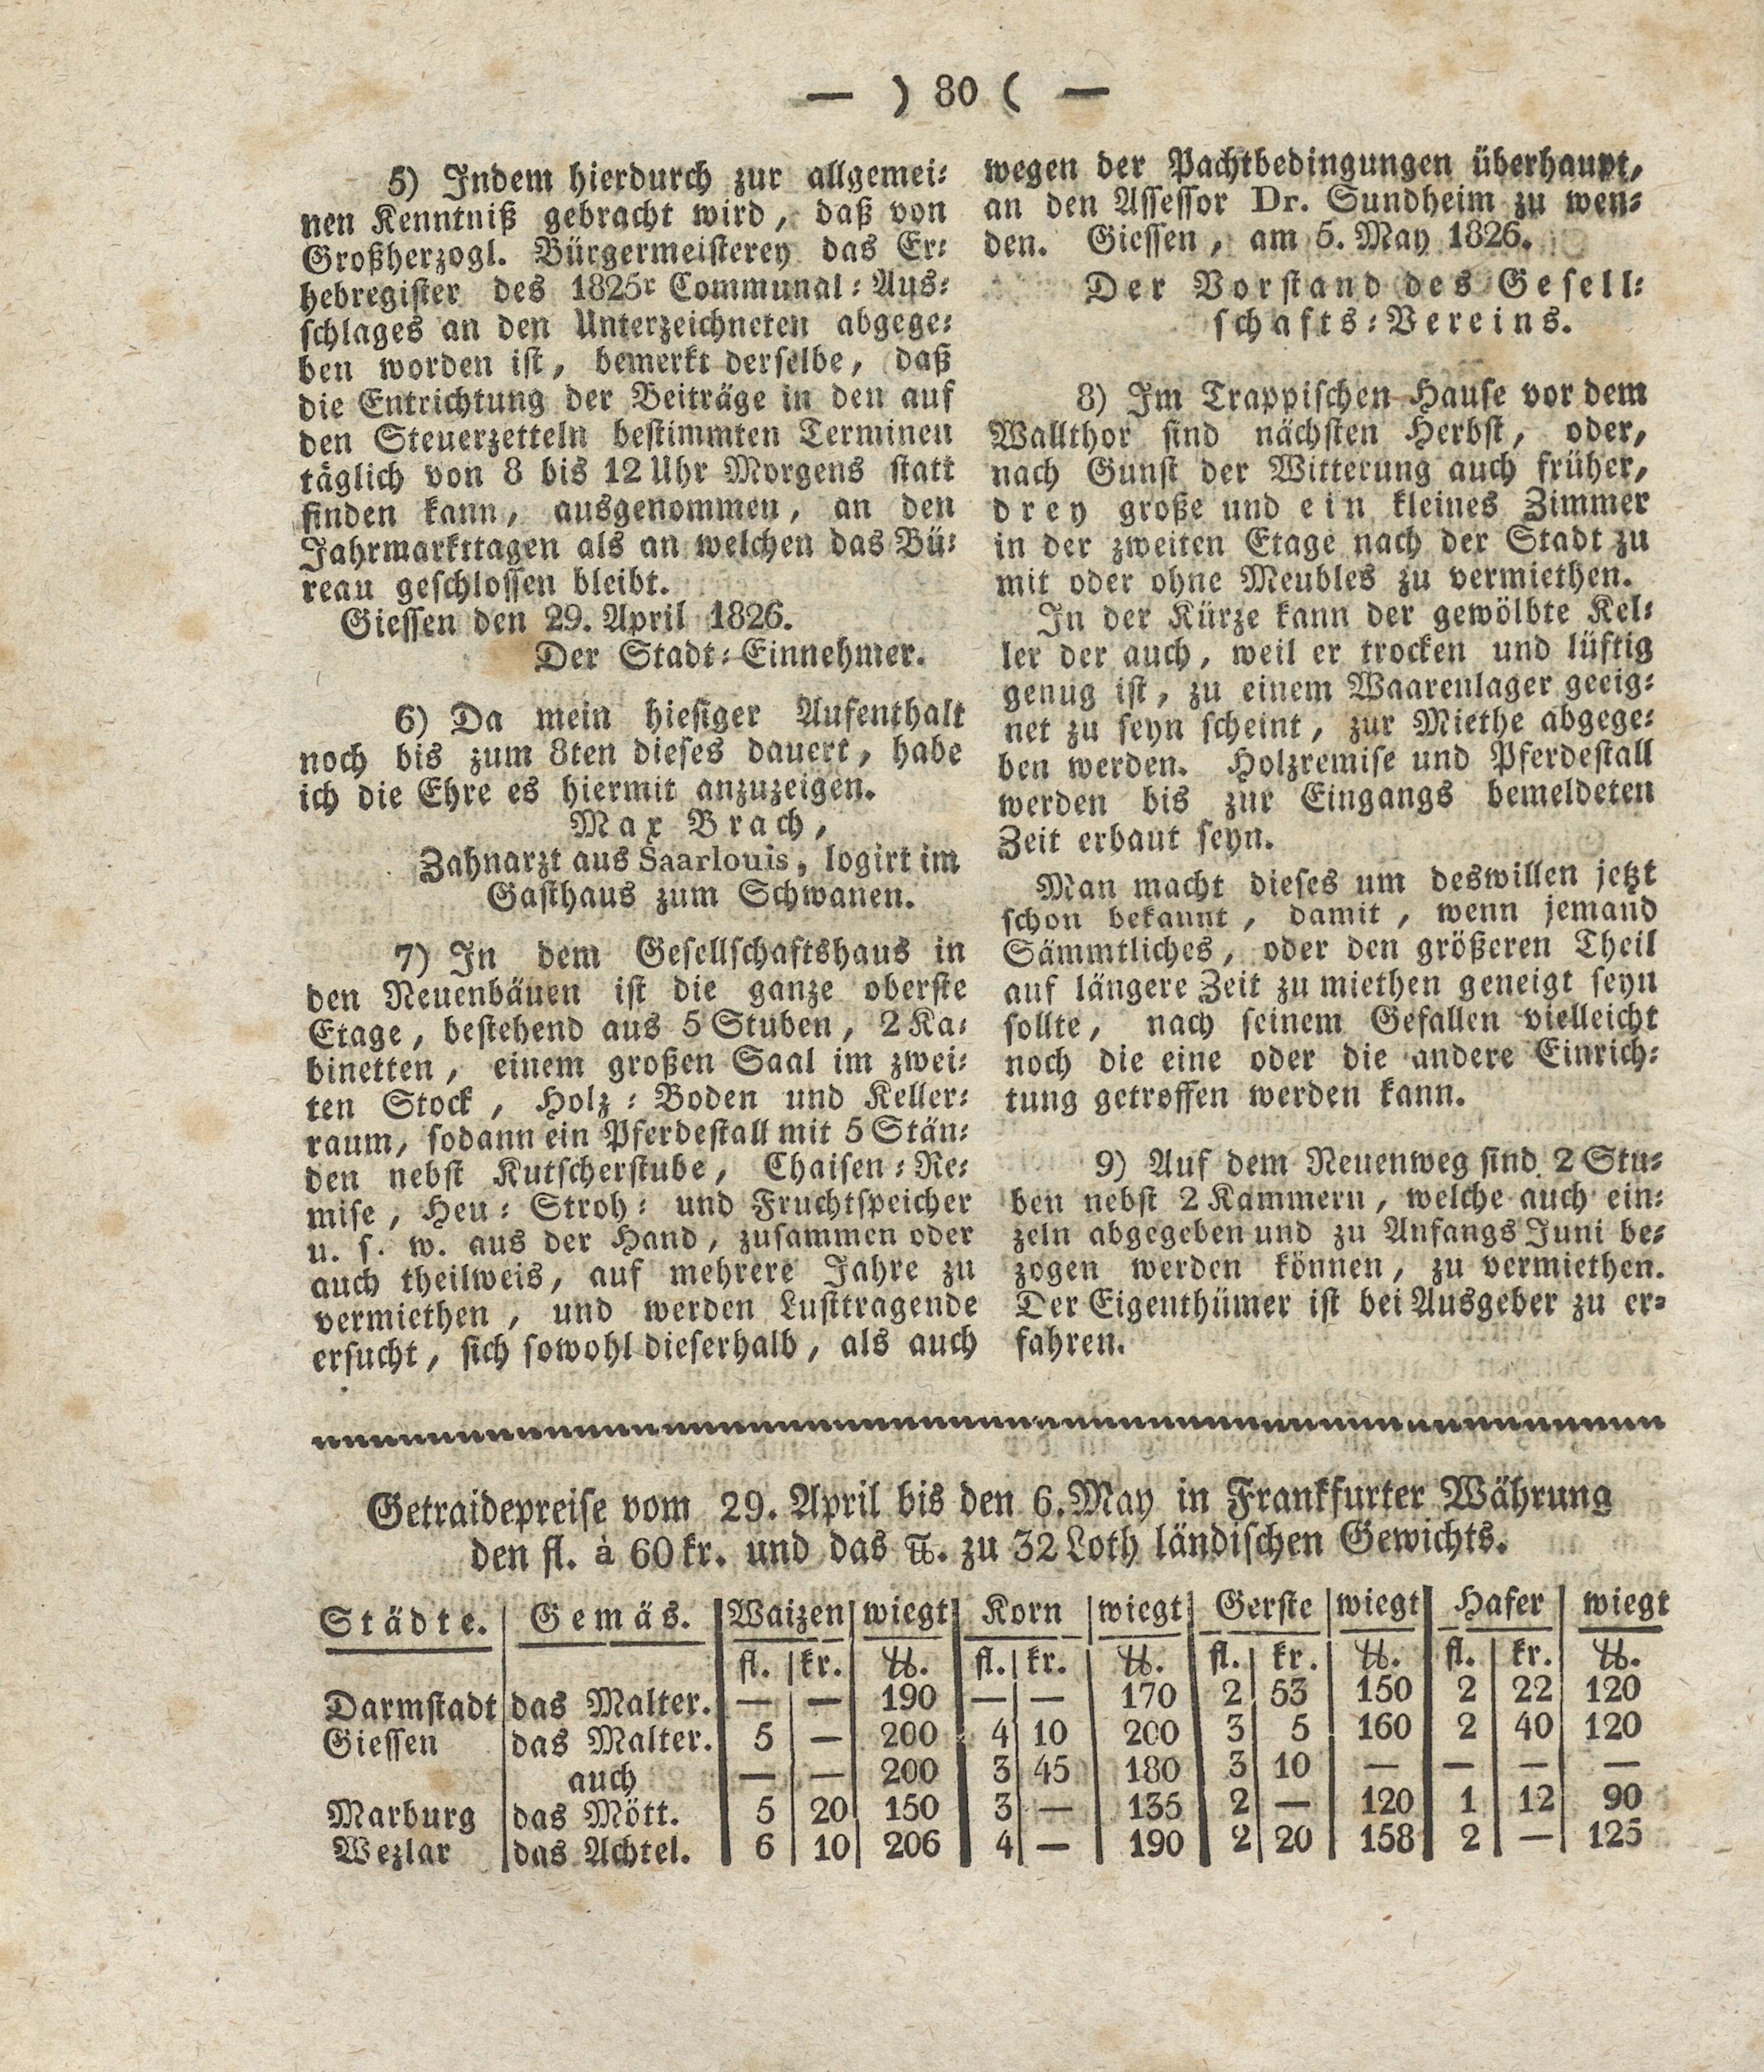 — ) 80 ( —
5) Indem hierdurch zur allgemei-
nen Kenntniß gebracht wird, daß von
Großherzogl. Bürgermeisterey das Er-
hebregister des 1825r Communal-Aus-
schlages an den Unterzeichneten abgege-
ben worden ist, bemerkt derselbe, daß
die Entrichtung der Beiträge in den auf
den Steuerzetteln bestimmten Terminen
täglich von 8 bis 12 Uhr Morgens statt
finden kann, ausgenommen, an den
Jahrmarkttagen als an welchen das Bü-
reau geschlossen bleibt.
Giessen den 29. April 1826.
Der Stadt-Einnehmer.
6) Da mein hiesiger Aufenthalt
noch bis zum 8ten dieses dauert, habe
ich die Ehre es hiermit anzuzeigen.
Max Brach,
Zahnarzt aus Saarlouis, logirt im
Gasthaus zum Schwanen.
7) In dem Gesellschaftshaus in
den Neuenbäuen ist die ganze oberste
Etage, bestehend aus 5 Stuben, 2 Ka-
binetten, einem großen Saal im zwei-
ten Stock, Holz-Boden und Keller-
raum, sodann ein Pferdestall mit 5 Stän-
den nebst Kutscherstube, Chaisen-Re-
mise, Heu-Stroh- und Fruchtspeicher
u. s. w. aus der Hand, zusammen oder
auch theilweis, auf mehrere Jahre zu
vermiethen, und werden Lusttragende
ersucht, sich sowohl dieserhalb, als auch
wegen der Pachtbedingungen überhaupt,
an den Assessor Dr. Sundheim zu wen-
den. Giessen, am 5. May 1826.
Der Vorstand des Gesell-
schafts-Vereins.
8) Im Trappischen Hause vor dem
Wallthor sind nächsten Herbst, oder,
nach Gunst der Witterung auch früher,
drey große und ein kleines Zimmer
in der zweiten Etage nach der Stadt zu
mit oder ohne Meubles zu vermiethen.
In der Kürze kann der gewölbte Kel-
ler der auch, weil er trocken und lüftig
genug ist, zu einem Waarenlager geeig-
net zu seyn scheint, zur Miethe abgege-
ben werden. Holzremise und Pferdestall
werden bis zur Eingangs bemeldeten
Zeit erbaut seyn.
Man macht dieses um deswillen jetzt
schon bekannt, damit, wenn jemand
Sämmtliches, oder den größeren Theil
auf längere Zeit zu miethen geneigt seyn
sollte, nach seinem Gefallen vielleicht
noch die eine oder die andere Einrich-
tung getroffen werden kann.
9) Auf dem Neuenweg sind 2 Stu-
ben nebst 2 Kammern, welche auch ein-
zeln abgegeben und zu Anfangs Juni be-
zogen werden können, zu vermiethen.
Der Eigenthümer ist bei Ausgeber zu er-
fahren.
Getraidepreise vom 29. April bis den 6. May in Frankfurter Währung
den fl. à 60 kr. und das ℔. zu 32 Loth ländischen Gewichts.
Städte. Gemäs. Waizen wiegt Korn wiegt Gerste wiegt Hafer wiegt
fl. kr. ℔. fl. kr. ℔. fl. kr. ℔. fl. kr. ℔.
Darmstadt das Malter. — — 190 — — 170 2 53 150 2 22 120
Giessen das Malter. 5 — 200 4 10 200 3 5 160 2 40 120
auch — — 200 3 45 180 3 10 — — — —
Marburg das Mött. 5 20 150 3 — 135 2 — 120 1 12 90
Wezlar das Achtel. 6 10 206 4 — 190 2 20 158 2 — 125